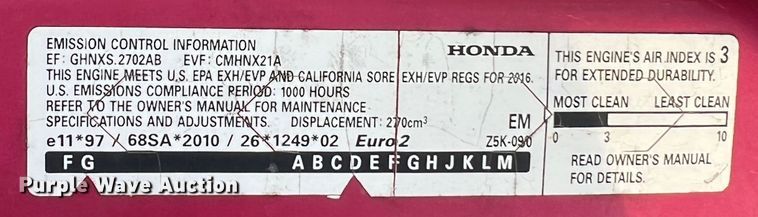 EMISSION CONTROL INFORMATION
HONDA
EF: GHNXS.2702AB EVF: CMHNX21A
THIS ENGINE MEETS U.S. EPA EXH/EVP AND CALIFORNIA SORE EXH/EVP REGS FOR 2016.
U.S. EMISSIONS COMPLIANCE PERIOD: 1000 HOURS
REFER TO THE OWNER'S MANUAL FOR MAINTENANCE
SPECIFICATIONS AND ADJUSTMENTS. DISPLACEMENT: 270cm³ EM
e11*97 / 68SA*2010 / 26*1249*02 Euro2 Z5K-090
F G A B C D E F G H J K L M
THIS ENGINE'S AIR INDEX IS 3
FOR EXTENDED DURABILITY.
MOST CLEAN LEAST CLEAN
0 3 10
READ OWNER'S MANUAL
FOR DETAILS.
Purple Wave Auction